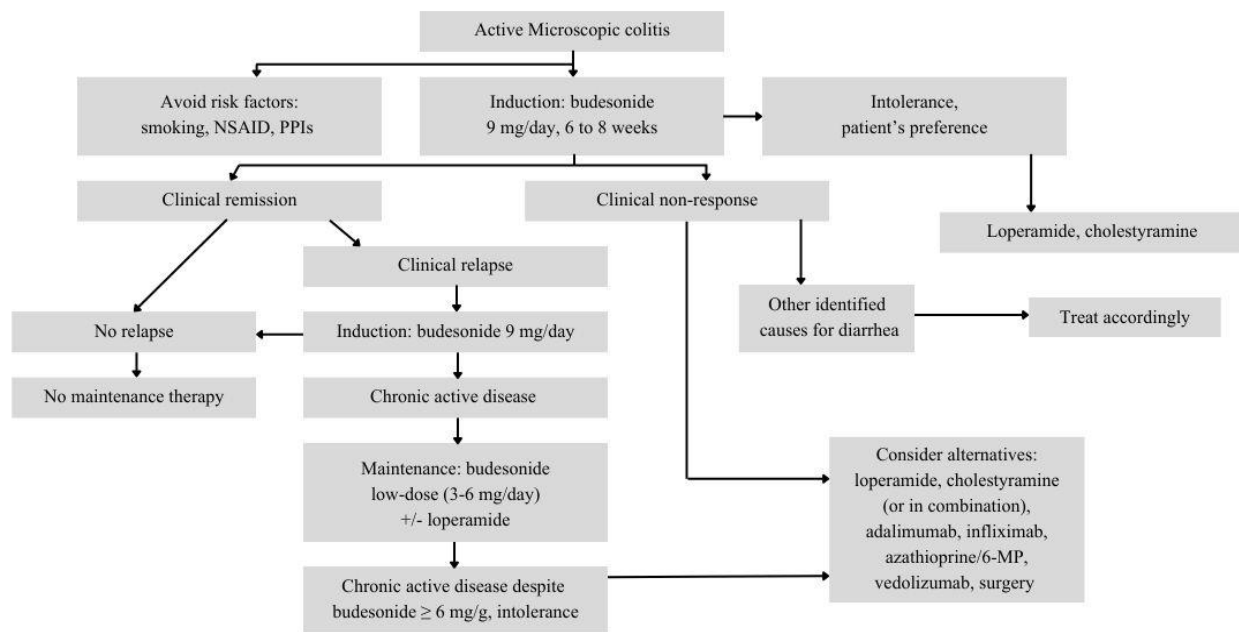 Active Microscopic colitis
Avoid risk factors:
smoking, NSAID, PPIs
Induction: budesonide
9 mg/day, 6 to 8 weeks
Intolerance,
patient’s preference
Clinical remission
Clinical non-response
Loperamide, cholestyramine
Clinical relapse
Other identified
causes for diarrhea
Treat accordingly
No relapse
Induction: budesonide 9 mg/day
No maintenance therapy
Chronic active disease
Maintenance: budesonide
low-dose (3-6 mg/day)
+/- loperamide
Consider alternatives:
loperamide, cholestyramine
(or in combination),
adalimumab, infliximab,
azathioprine/6-MP,
vedolizumab, surgery
Chronic active disease despite
budesonide ≥ 6 mg/g, intolerance